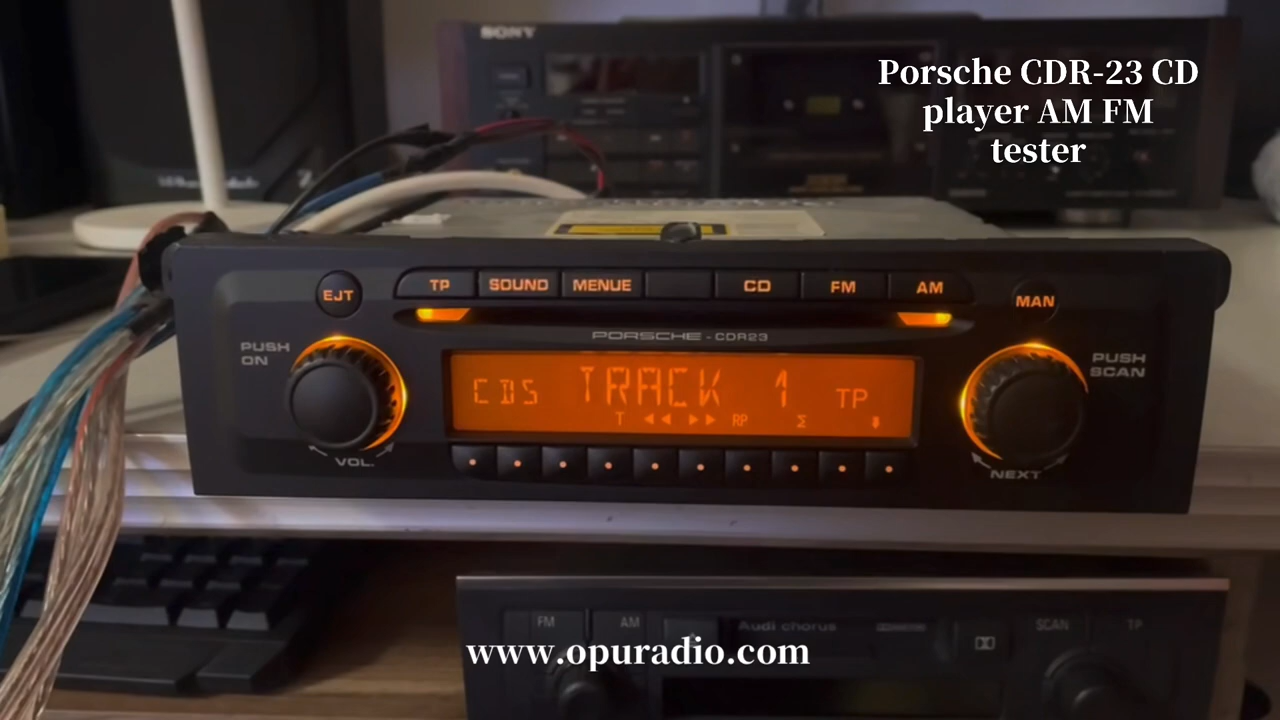 SONY
Porsche CDR-23 CD
player AM FM
tester
EJT
TP SOUND MENUE CD FM AM
MAN
PORSCHE - CDR23
PUSH
ON
PUSH
SCAN
CDS TRACK 1 TP
T ◄◄ ►► RP Σ
VOL.
NEXT
FM AM Audi chorus SCAN TP
www.opuradio.com